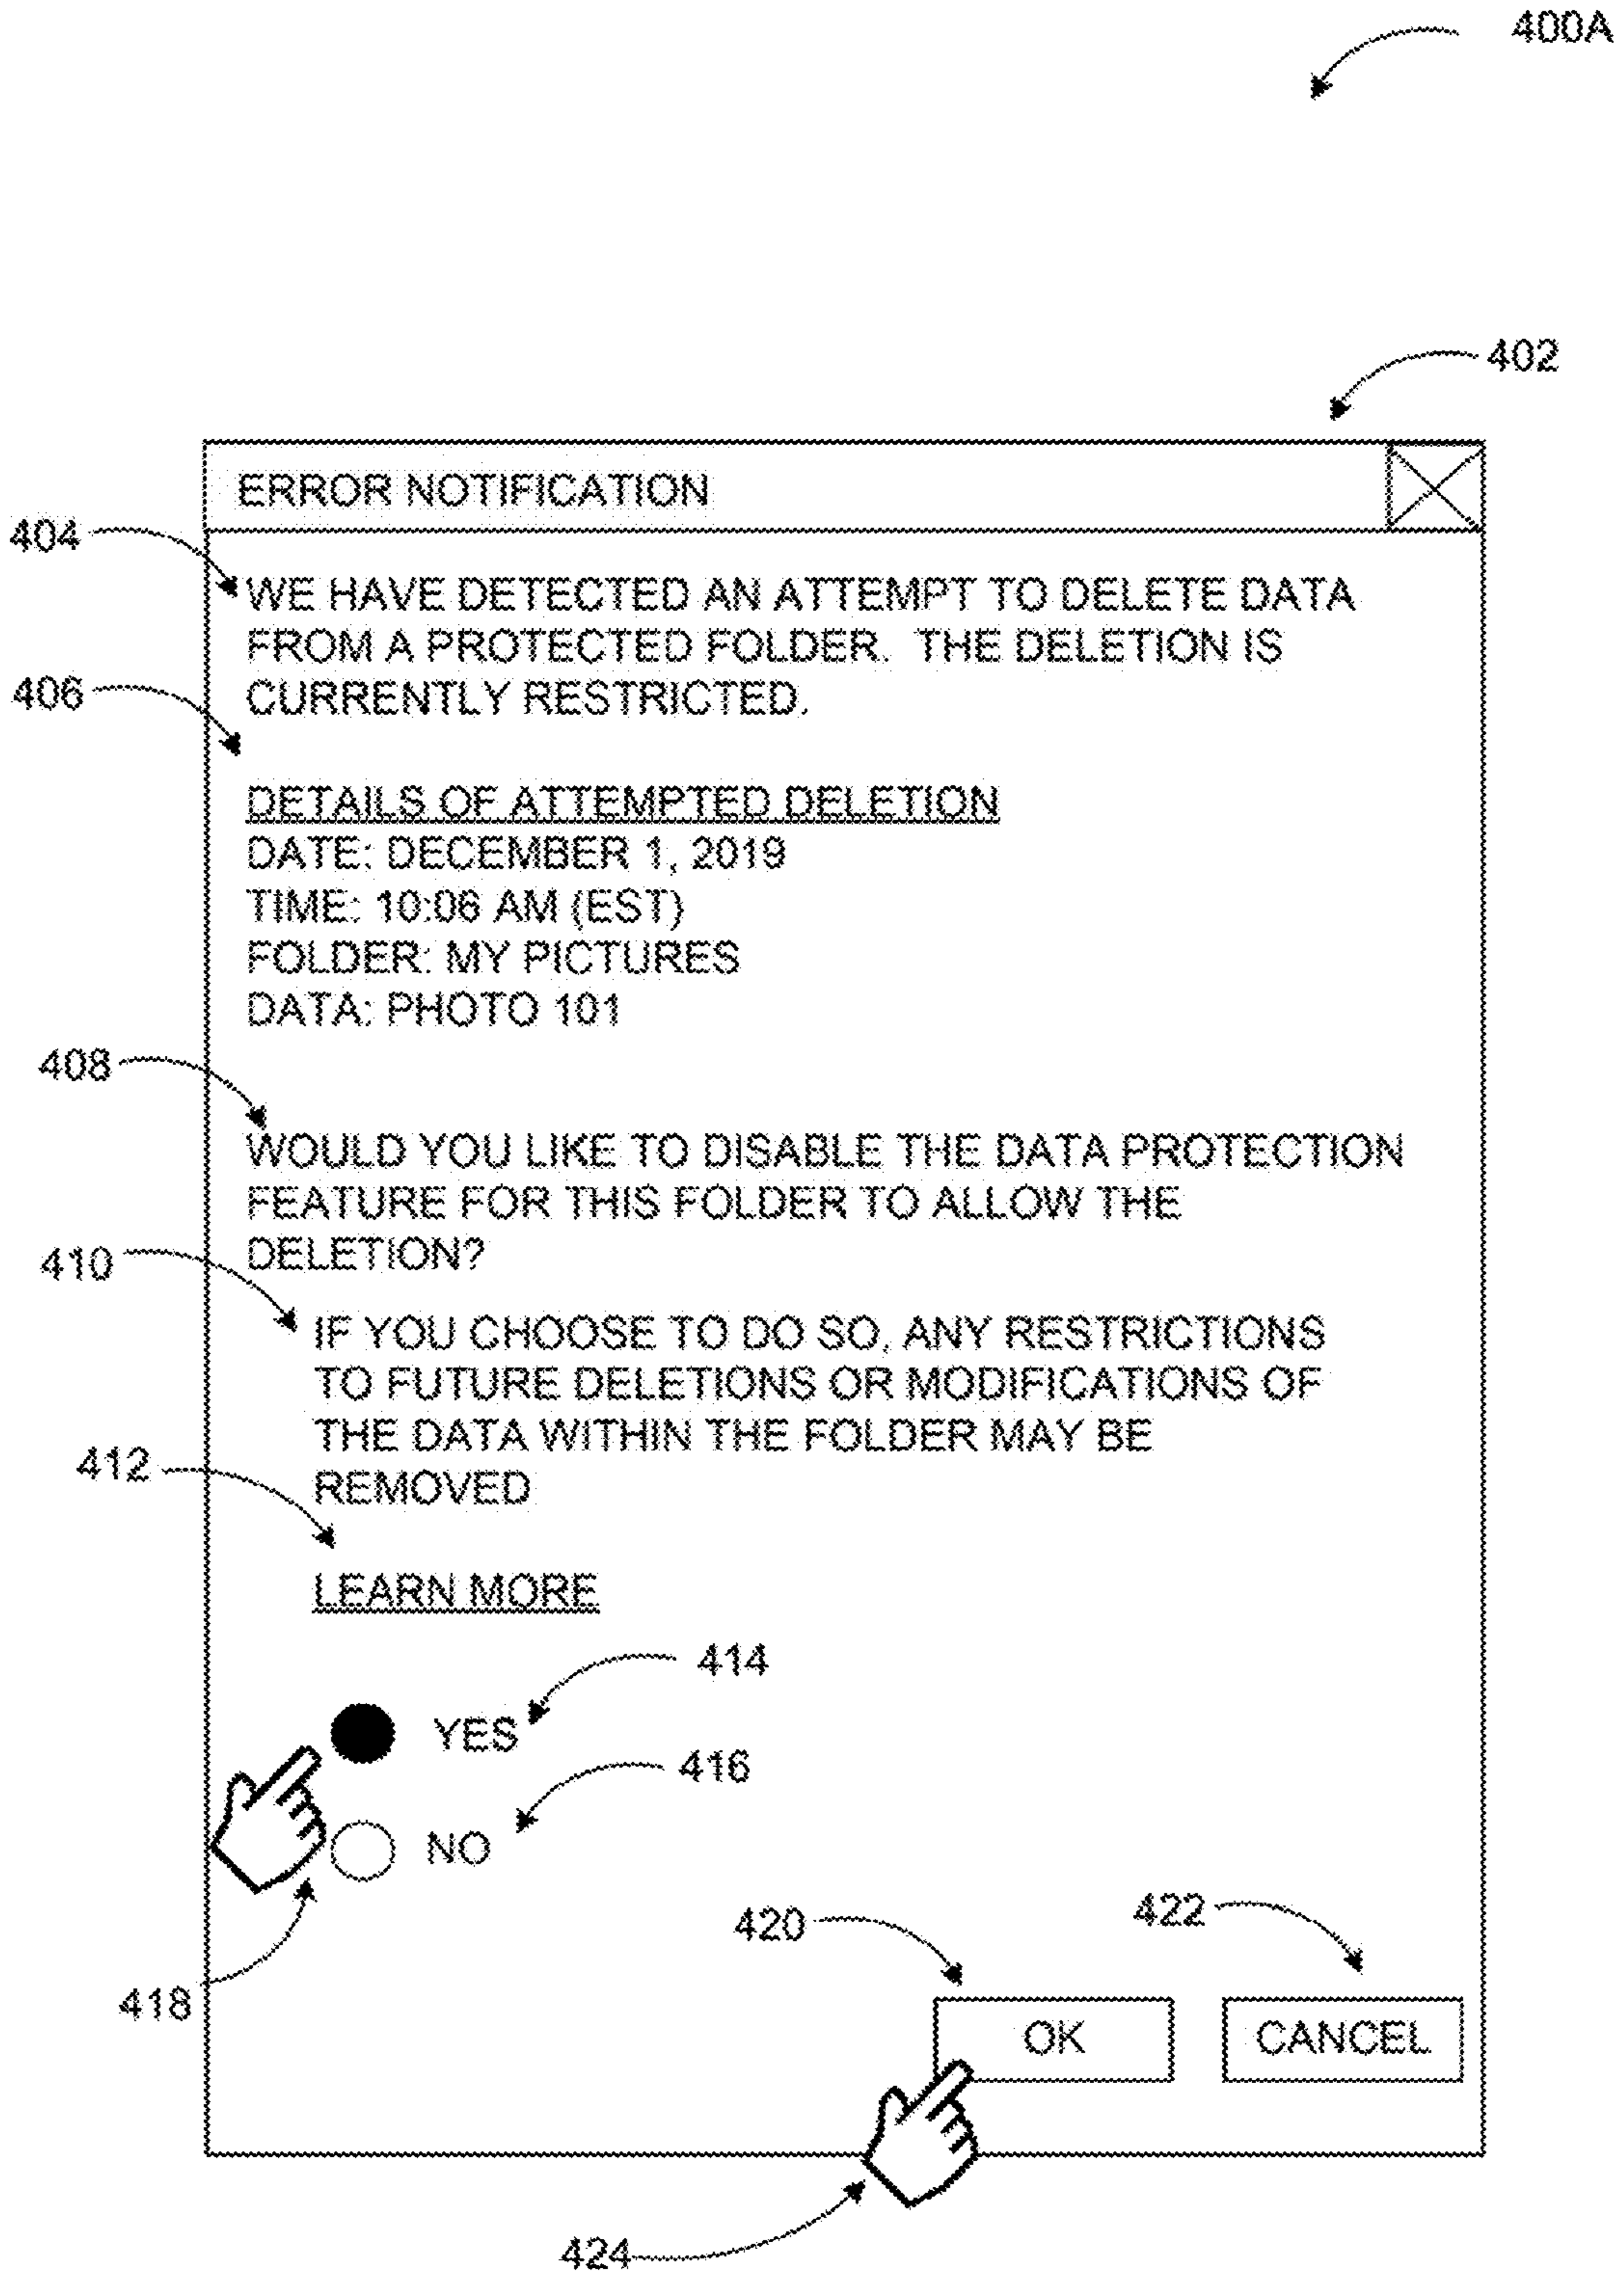 400A
402
ERROR NOTIFICATION
404
WE HAVE DETECTED AN ATTEMPT TO DELETE DATA
FROM A PROTECTED FOLDER. THE DELETION IS
CURRENTLY RESTRICTED.
406
DETAILS OF ATTEMPTED DELETION
DATE: DECEMBER 1, 2019
TIME: 10:06 AM (EST)
FOLDER: MY PICTURES
DATA: PHOTO 101
408
WOULD YOU LIKE TO DISABLE THE DATA PROTECTION
FEATURE FOR THIS FOLDER TO ALLOW THE
DELETION?
410
IF YOU CHOOSE TO DO SO, ANY RESTRICTIONS
TO FUTURE DELETIONS OR MODIFICATIONS OF
THE DATA WITHIN THE FOLDER MAY BE
REMOVED
412
LEARN MORE
414
YES
416
NO
418
420
422
OK
CANCEL
424